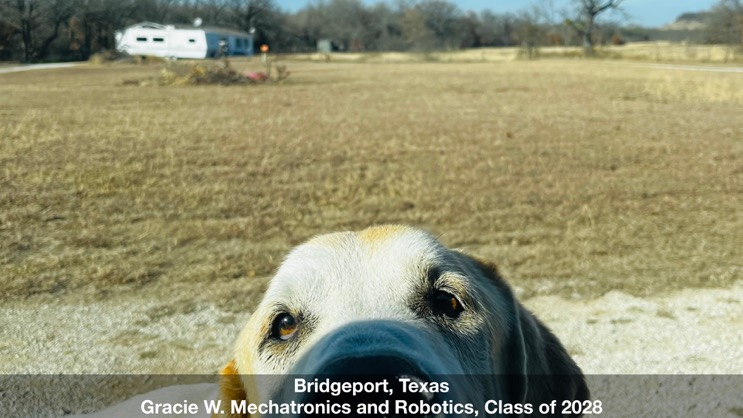 Bridgeport, Texas
Gracie W. Mechatronics and Robotics, Class of 2028